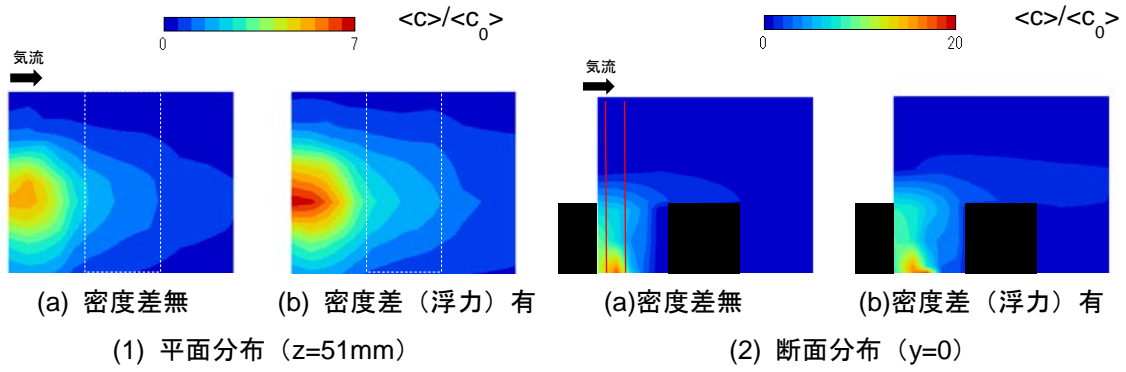 <c>/<c₀>
0 7
気流
(a) 密度差無
(b) 密度差（浮力）有
(1) 平面分布（z=51mm）
<c>/<c₀>
0 20
気流
(a)密度差無
(b)密度差（浮力）有
(2) 断面分布（y=0）